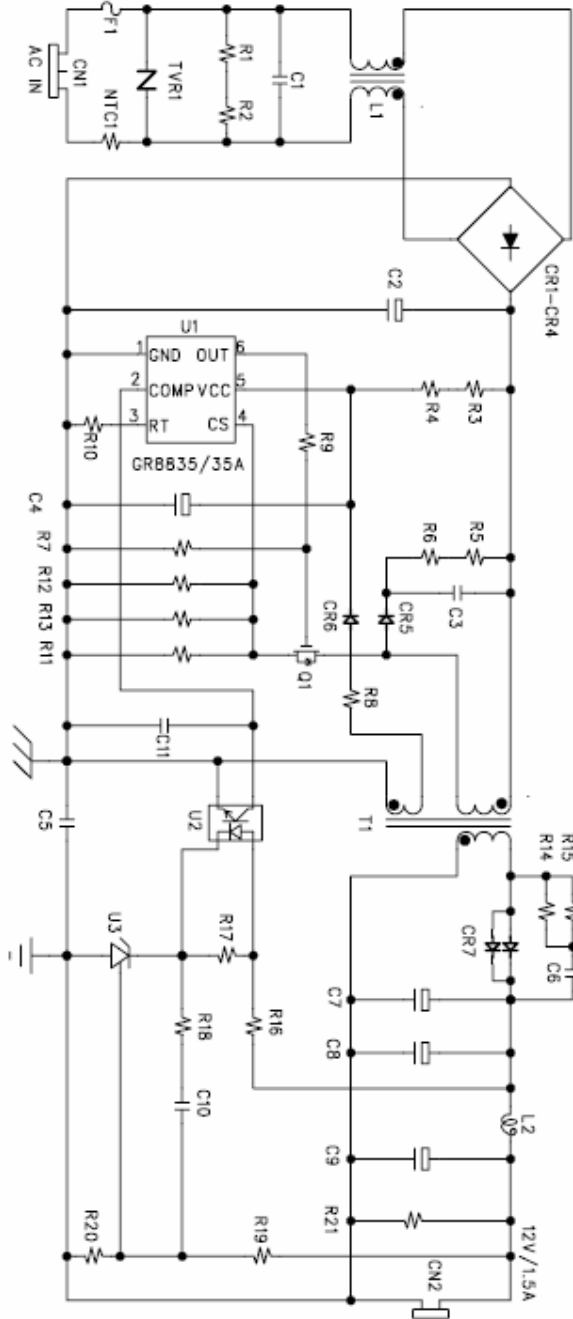 F1
CN1
AC IN
NTC1
TVR1
R1
R2
C1
L1
CR1-CR4
C2
U1
1 GND OUT 6
2 COMP VCC 5
3 RT CS 4
GR8835/35A
R10
R9
R4
R3
C4
R7
R12
R13
R11
R6
R5
C3
CR6
CR5
Q1
R8
C11
U2
T1
C5
U3
R17
R18
R16
C10
R15
R14
C6
CR7
C7
C8
L2
C9
R21
R20
R19
12V/1.5A
CN2